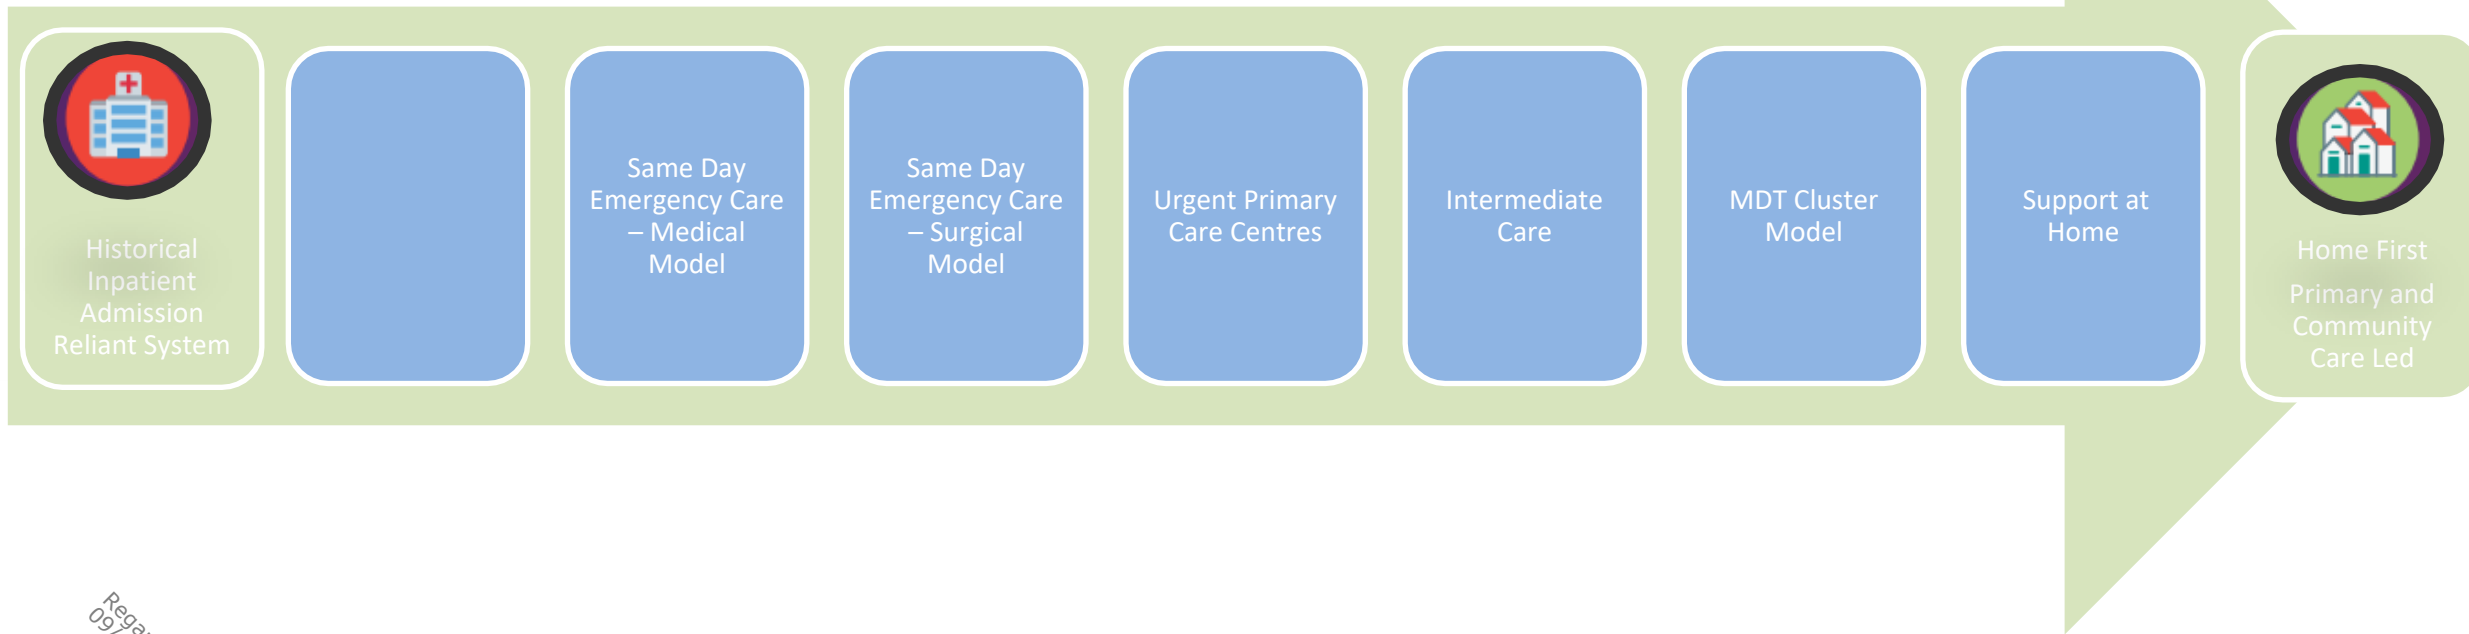 Historical
Inpatient
Admission
Reliant System
Same Day
Emergency Care
– Medical
Model
Same Day
Emergency Care
– Surgical
Model
Urgent Primary
Care Centres
Intermediate
Care
MDT Cluster
Model
Support at
Home
Home First
Primary and
Community
Care Led